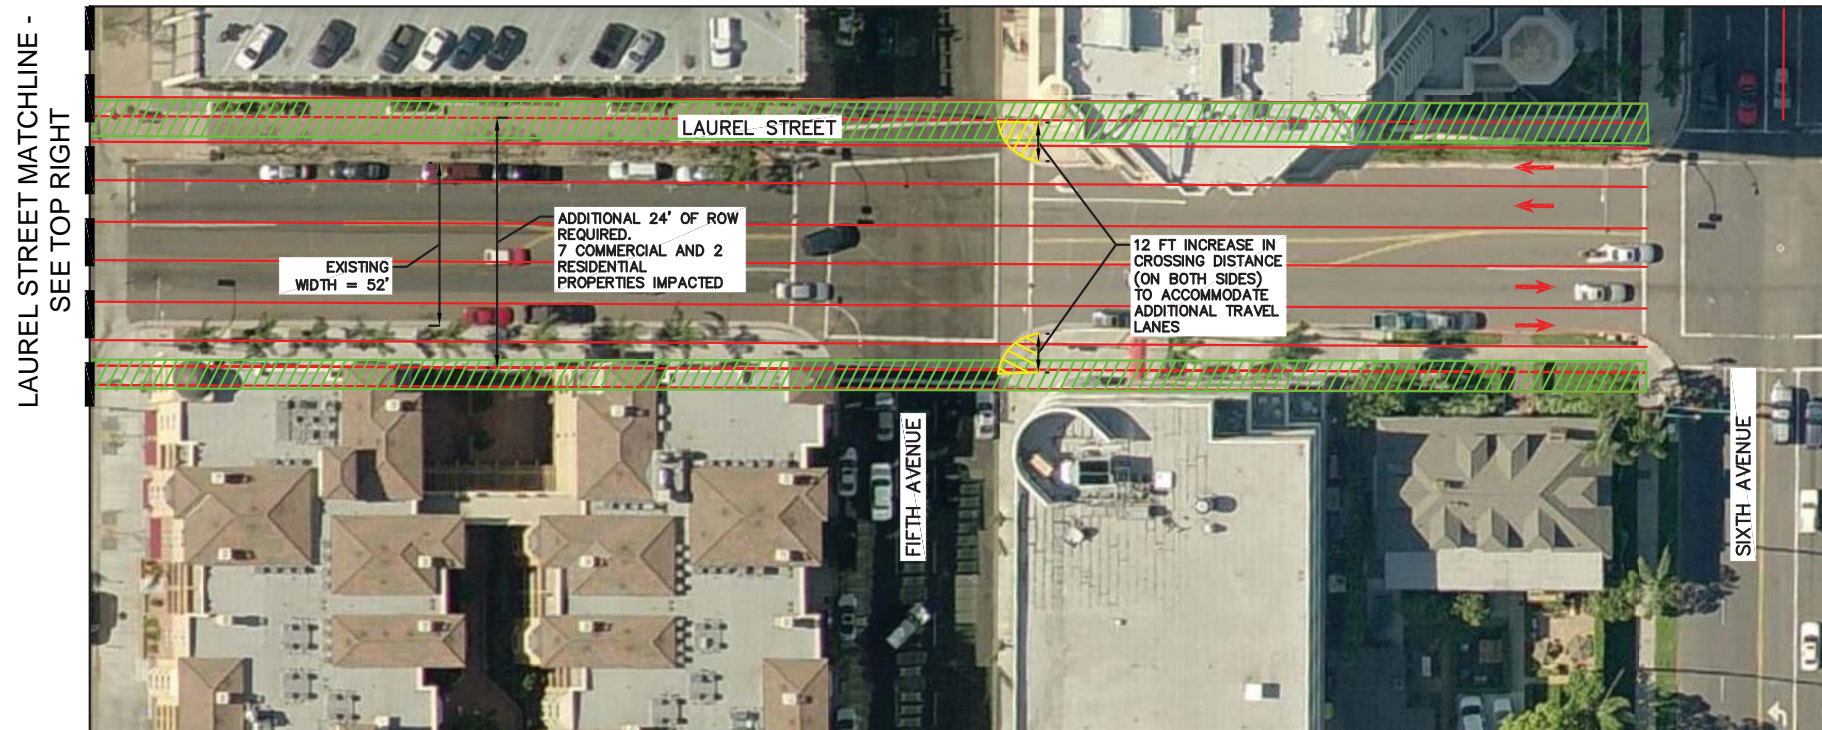 LAUREL STREET MATCHLINE -
SEE TOP RIGHT
LAUREL STREET
EXISTING
WIDTH = 52'
ADDITIONAL 24' OF ROW
REQUIRED.
7 COMMERCIAL AND 2
RESIDENTIAL
PROPERTIES IMPACTED
12 FT INCREASE IN
CROSSING DISTANCE
(ON BOTH SIDES)
TO ACCOMMODATE
ADDITIONAL TRAVEL
LANES
FIFTH AVENUE
SIXTH AVENUE